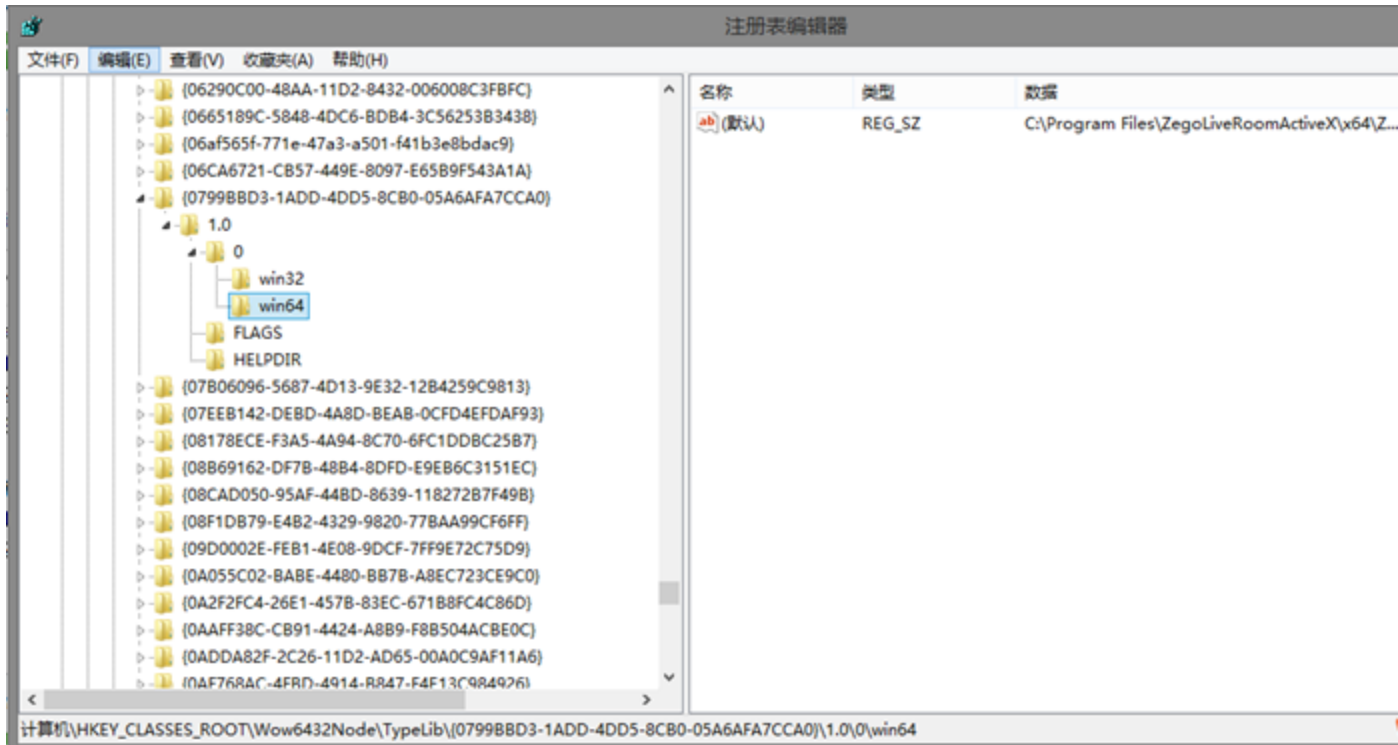 注册表编辑器
文件(F) 编辑(E) 查看(V) 收藏夹(A) 帮助(H)
{06290C00-48AA-11D2-8432-006008C3FBFC}
{0665189C-5848-4DC6-BDB4-3C56253B3438}
{06af565f-771e-47a3-a501-f41b3e8bdac9}
{06CA6721-CB57-449E-8097-E65B9F543A1A}
{0799BBD3-1ADD-4DD5-8CB0-05A6AFA7CCA0}
1.0
0
win32
win64
FLAGS
HELPDIR
{07B06096-5687-4D13-9E32-12B4259C9813}
{07EEB142-DEBD-4A8D-BEAB-0CFD4EFDAF93}
{08178ECE-F3A5-4A94-8C70-6FC1DDBC25B7}
{08B69162-DF7B-48B4-8DFD-E9EB6C3151EC}
{08CAD050-95AF-44BD-8639-118272B7F49B}
{08F1DB79-E4B2-4329-9820-77BAA99CF6FF}
{09D0002E-FEB1-4E08-9DCF-7FF9E72C75D9}
{0A055C02-BABE-4480-BB7B-A8EC723CE9C0}
{0A2F2FC4-26E1-457B-83EC-671B8FC4C86D}
{0AAFF38C-CB91-4424-A8B9-F8B504ACBE0C}
{0ADDA82F-2C26-11D2-AD65-00A0C9AF11A6}
{0AF768AC-4FBD-4914-B847-F4F13C984926}
名称 类型 数据
(默认) REG_SZ C:\Program Files\ZegoLiveRoomActiveX\x64\Z...
计算机\HKEY_CLASSES_ROOT\Wow6432Node\TypeLib\{0799BBD3-1ADD-4DD5-8CB0-05A6AFA7CCA0}\1.0\0\win64